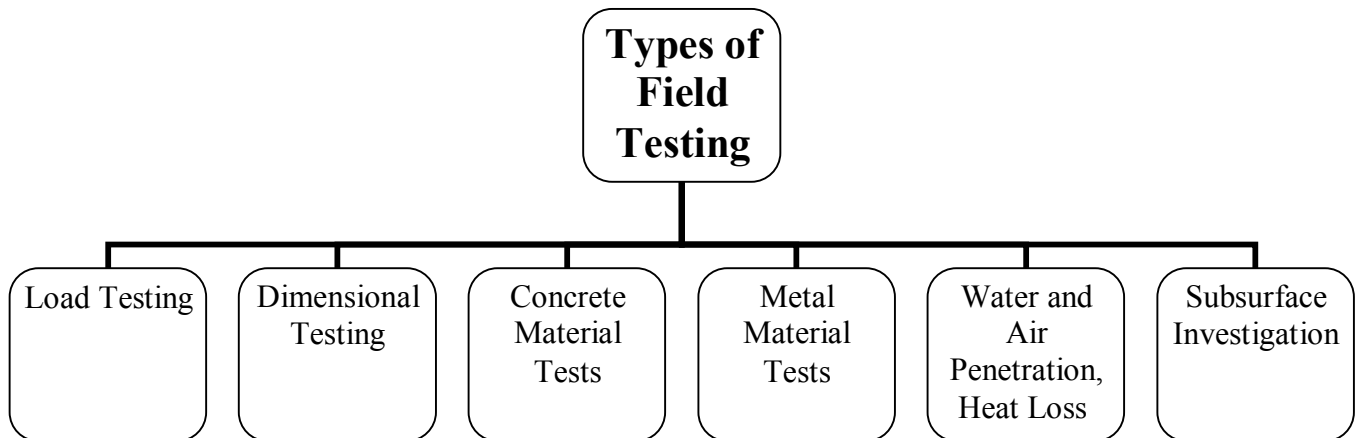 Types of
Field
Testing
Load Testing
Dimensional
Testing
Concrete
Material
Tests
Metal
Material
Tests
Water and
Air
Penetration,
Heat Loss
Subsurface
Investigation